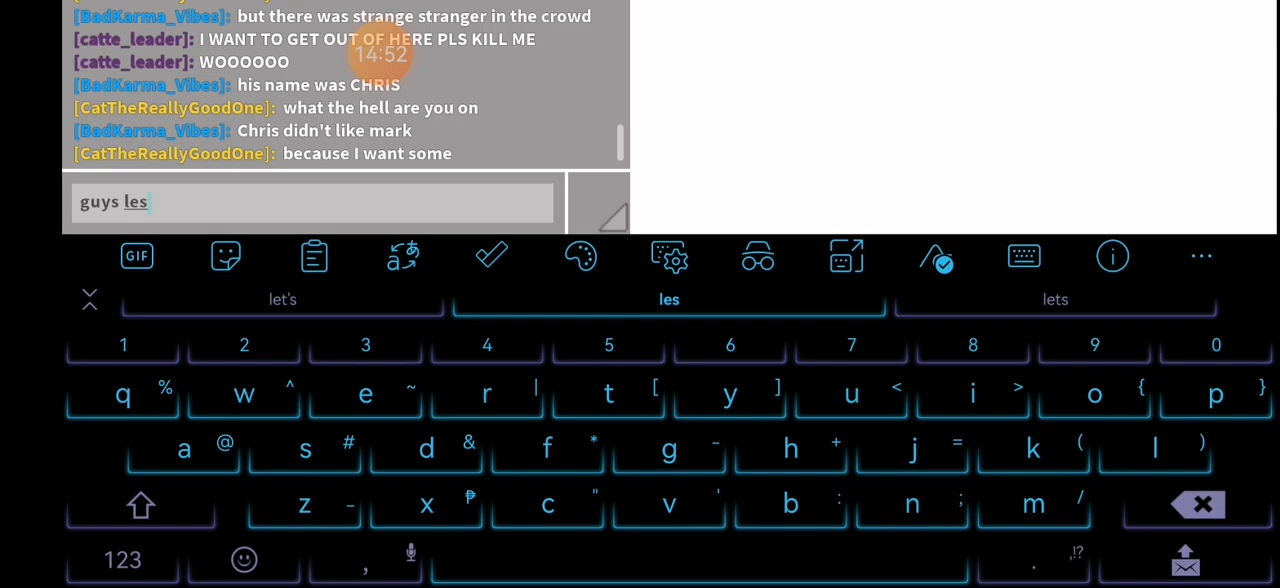 [BadKarma_Vibes]: but there was strange stranger in the crowd
[catte_leader]: I WANT TO GET OUT OF HERE PLS KILL ME
14:52
[catte_leader]: WOOOOOO
[BadKarma_Vibes]: his name was CHRIS
[CatTheReallyGoodOne]: what the hell are you on
[BadKarma_Vibes]: Chris didn't like mark
[CatTheReallyGoodOne]: because I want some
guys les
GIF
let's les lets
1 2 3 4 5 6 7 8 9 0
q % w ^ e ~ r | t [ y ] u < i > o { p }
a @ s # d & f * g - h + j = k ( l )
z _ x ₱ c " v ' b : n ; m /
123 , . ,!?